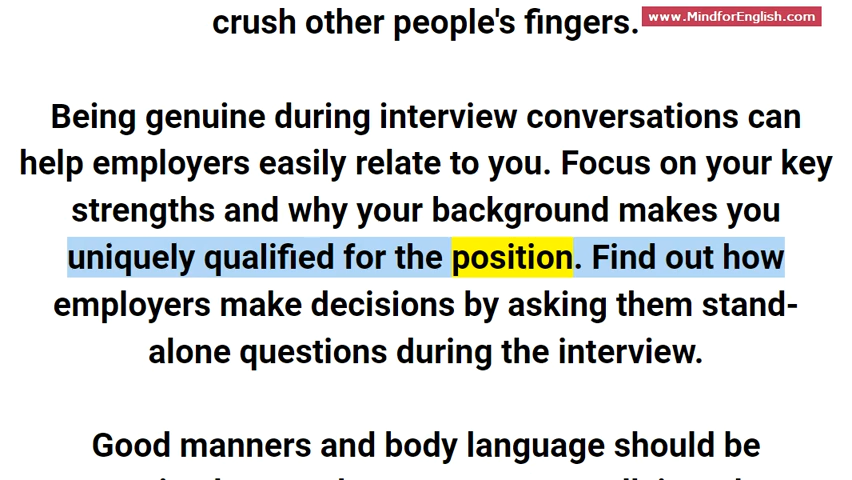 crush other people's fingers.
www.MindforEnglish.com
Being genuine during interview conversations can
help employers easily relate to you. Focus on your key
strengths and why your background makes you
uniquely qualified for the position. Find out how
employers make decisions by asking them stand-
alone questions during the interview.
Good manners and body language should be